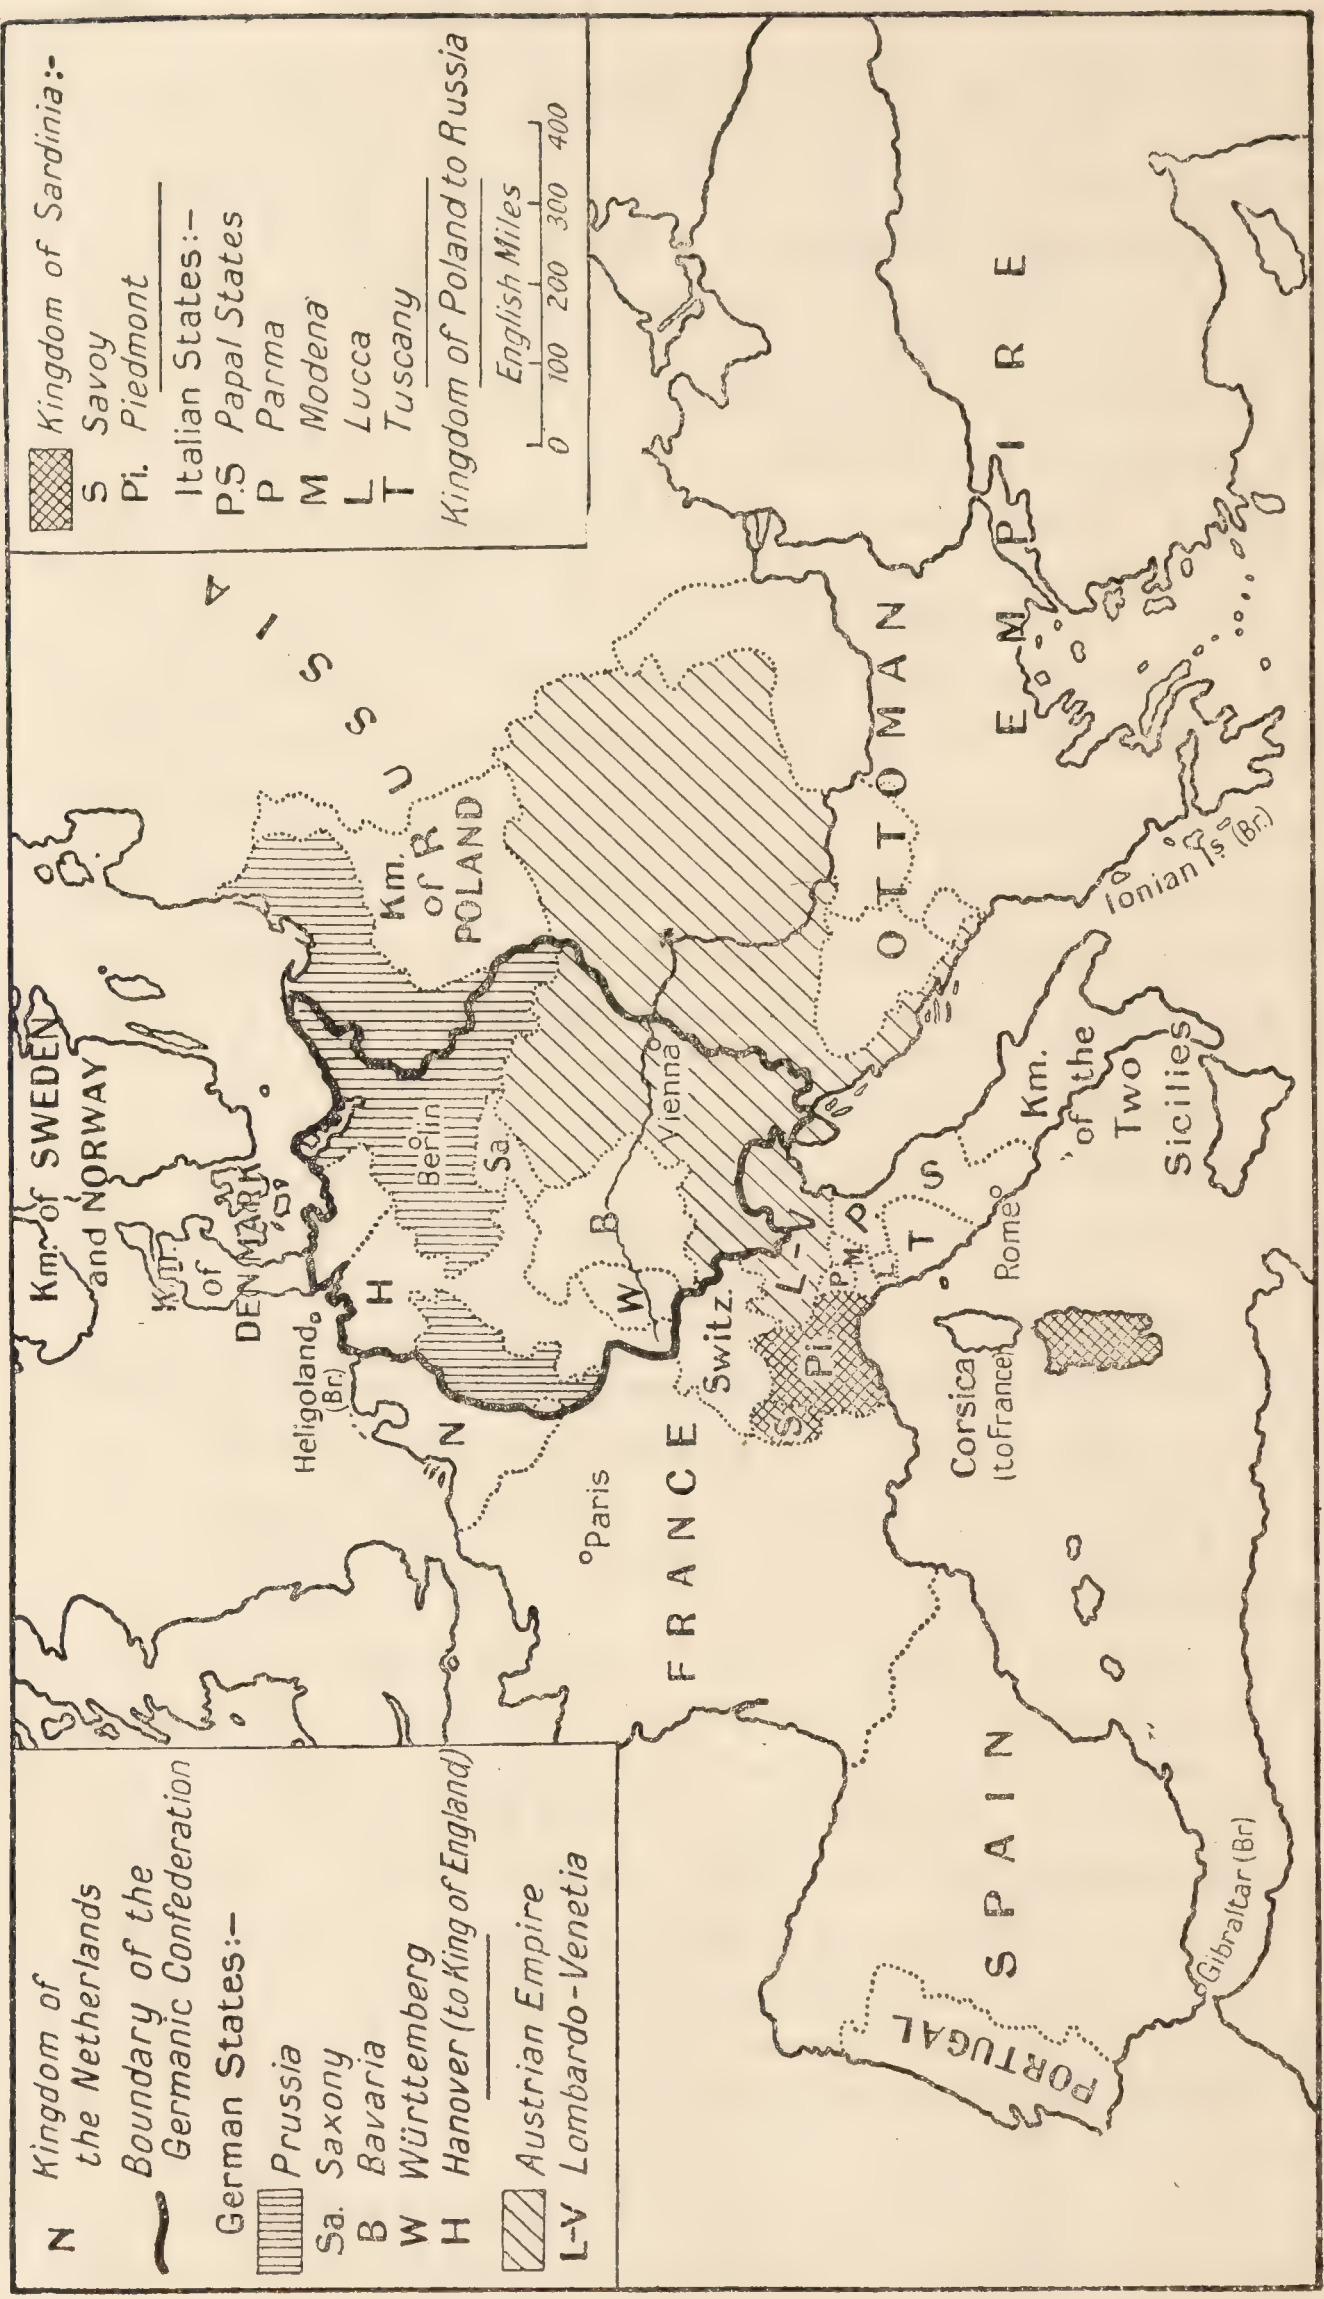 N Kingdom of
the Netherlands
Boundary of the
Germanic Confederation
German States:-
Prussia
Sa. Saxony
B Bavaria
W Württemberg
H Hanover (to King of England)
Austrian Empire
L-V Lombardo-Venetia
Kingdom of Sardinia:-
S Savoy
Pi. Piedmont
Italian States:-
P.S Papal States
P Parma
M Modena
L Lucca
T Tuscany
Kingdom of Poland to Russia
English Miles
0 100 200 300 400
Km. of SWEDEN
and NORWAY
Km.
of
DENMARK
Heligoland
(Br.)
RUSSIA
Km.
of
POLAND
H
Berlin
N
Sa.
Paris
B
W
Vienna
FRANCE
Switz.
L-
S.
Pi.
P
M
L
T
P
S
Rome
Corsica
(to France)
Km.
of the
Two
Sicillies
OTTOMAN
EMPIRE
Ionian Is. (Br.)
SPAIN
PORTUGAL
Gibraltar (Br)